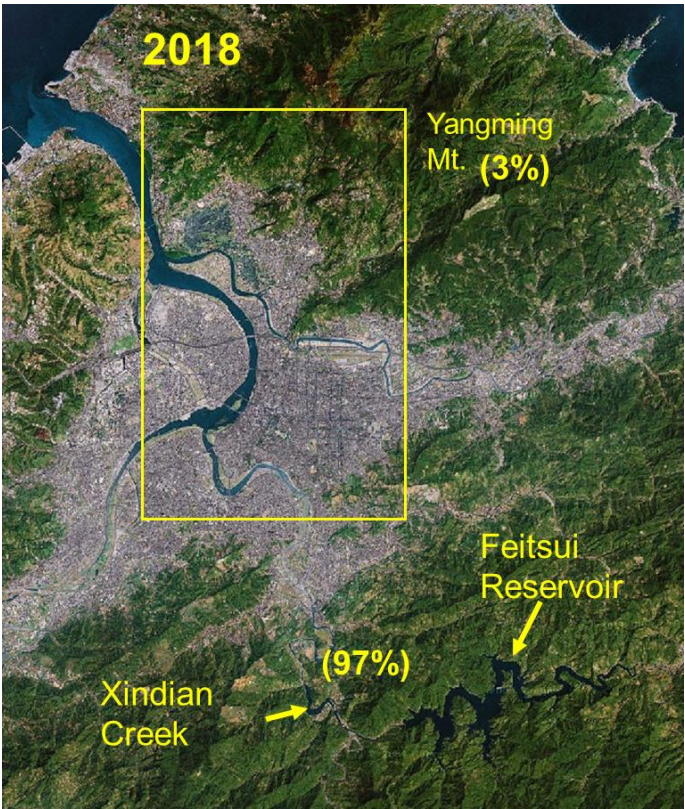 2018
Yangming
Mt. (3%)
Feitsui
Reservoir
(97%)
Xindian
Creek